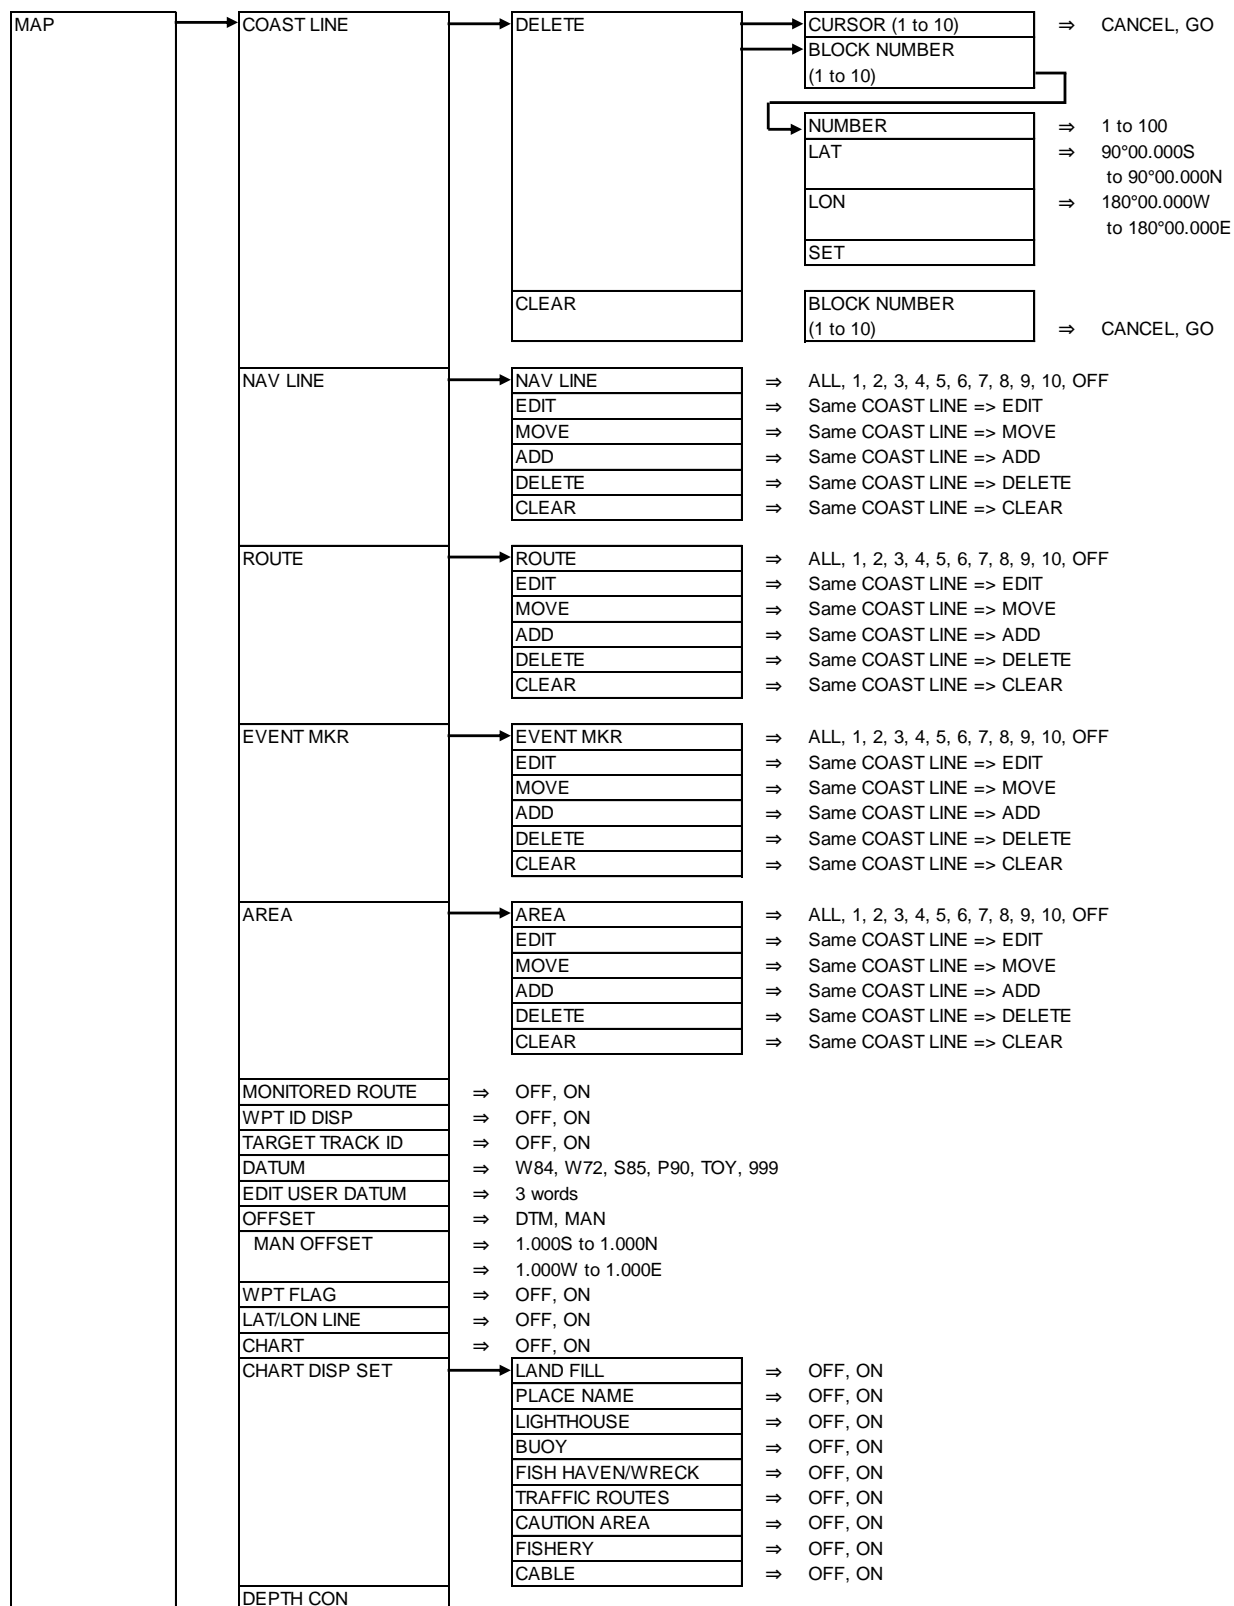 MAP COAST LINE DELETE CURSOR (1 to 10) ⇒ CANCEL, GO
BLOCK NUMBER
(1 to 10)
NUMBER ⇒ 1 to 100
LAT ⇒ 90°00.000S
to 90°00.000N
LON ⇒ 180°00.000W
to 180°00.000E
SET
CLEAR BLOCK NUMBER
(1 to 10) ⇒ CANCEL, GO
NAV LINE NAV LINE ⇒ ALL, 1, 2, 3, 4, 5, 6, 7, 8, 9, 10, OFF
EDIT ⇒ Same COAST LINE => EDIT
MOVE ⇒ Same COAST LINE => MOVE
ADD ⇒ Same COAST LINE => ADD
DELETE ⇒ Same COAST LINE => DELETE
CLEAR ⇒ Same COAST LINE => CLEAR
ROUTE ROUTE ⇒ ALL, 1, 2, 3, 4, 5, 6, 7, 8, 9, 10, OFF
EDIT ⇒ Same COAST LINE => EDIT
MOVE ⇒ Same COAST LINE => MOVE
ADD ⇒ Same COAST LINE => ADD
DELETE ⇒ Same COAST LINE => DELETE
CLEAR ⇒ Same COAST LINE => CLEAR
EVENT MKR EVENT MKR ⇒ ALL, 1, 2, 3, 4, 5, 6, 7, 8, 9, 10, OFF
EDIT ⇒ Same COAST LINE => EDIT
MOVE ⇒ Same COAST LINE => MOVE
ADD ⇒ Same COAST LINE => ADD
DELETE ⇒ Same COAST LINE => DELETE
CLEAR ⇒ Same COAST LINE => CLEAR
AREA AREA ⇒ ALL, 1, 2, 3, 4, 5, 6, 7, 8, 9, 10, OFF
EDIT ⇒ Same COAST LINE => EDIT
MOVE ⇒ Same COAST LINE => MOVE
ADD ⇒ Same COAST LINE => ADD
DELETE ⇒ Same COAST LINE => DELETE
CLEAR ⇒ Same COAST LINE => CLEAR
MONITORED ROUTE ⇒ OFF, ON
WPT ID DISP ⇒ OFF, ON
TARGET TRACK ID ⇒ OFF, ON
DATUM ⇒ W84, W72, S85, P90, TOY, 999
EDIT USER DATUM ⇒ 3 words
OFFSET ⇒ DTM, MAN
MAN OFFSET ⇒ 1.000S to 1.000N
⇒ 1.000W to 1.000E
WPT FLAG ⇒ OFF, ON
LAT/LON LINE ⇒ OFF, ON
CHART ⇒ OFF, ON
CHART DISP SET LAND FILL ⇒ OFF, ON
PLACE NAME ⇒ OFF, ON
LIGHTHOUSE ⇒ OFF, ON
BUOY ⇒ OFF, ON
FISH HAVEN/WRECK ⇒ OFF, ON
TRAFFIC ROUTES ⇒ OFF, ON
CAUTION AREA ⇒ OFF, ON
FISHERY ⇒ OFF, ON
CABLE ⇒ OFF, ON
DEPTH CON